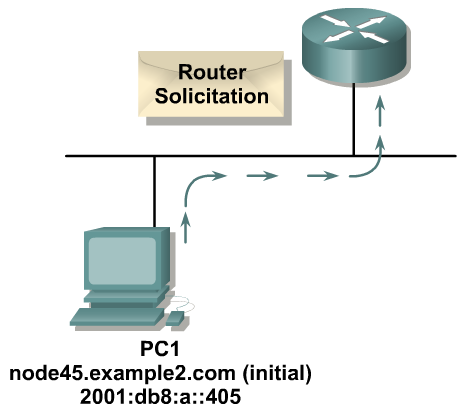 Router
Solicitation
PC1
node45.example2.com (initial)
2001:db8:a::405